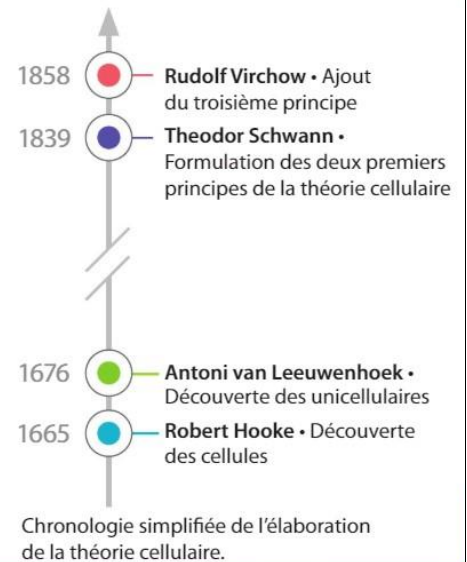 1858 Rudolf Virchow • Ajout
du troisième principe
1839 Theodor Schwann •
Formulation des deux premiers
principes de la théorie cellulaire
1676 Antoni van Leeuwenhoek •
Découverte des unicellulaires
1665 Robert Hooke • Découverte
des cellules
Chronologie simplifiée de l’élaboration
de la théorie cellulaire.